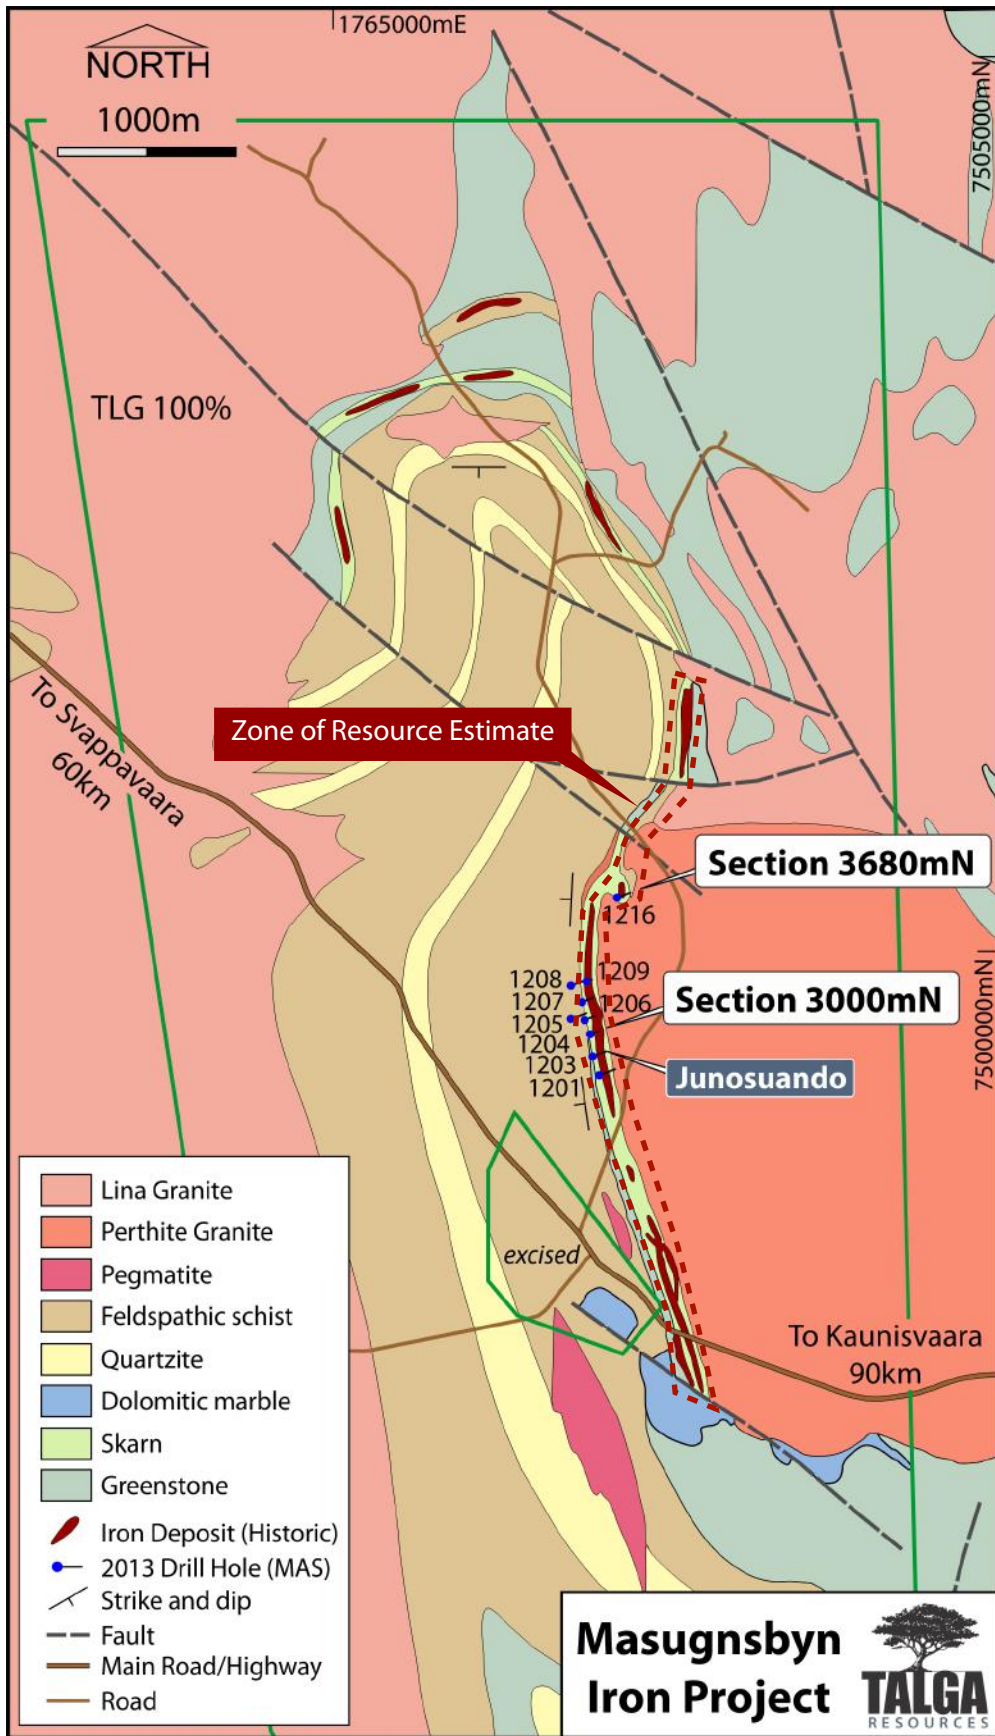 1765000mE
NORTH
1000m
7505000mN
TLG 100%
To Svappavaara
60km
Zone of Resource Estimate
Section 3680mN
1216
1208
1209
1207
1206
Section 3000mN
1205
1204
1203
Junosuando
1201
7500000mN
excised
To Kaunisvaara
90km
Lina Granite
Perthite Granite
Pegmatite
Feldspathic schist
Quartzite
Dolomitic marble
Skarn
Greenstone
Iron Deposit (Historic)
2013 Drill Hole (MAS)
Strike and dip
Fault
Main Road/Highway
Road
Masugnsbyn
Iron Project
TALGA
RESOURCES